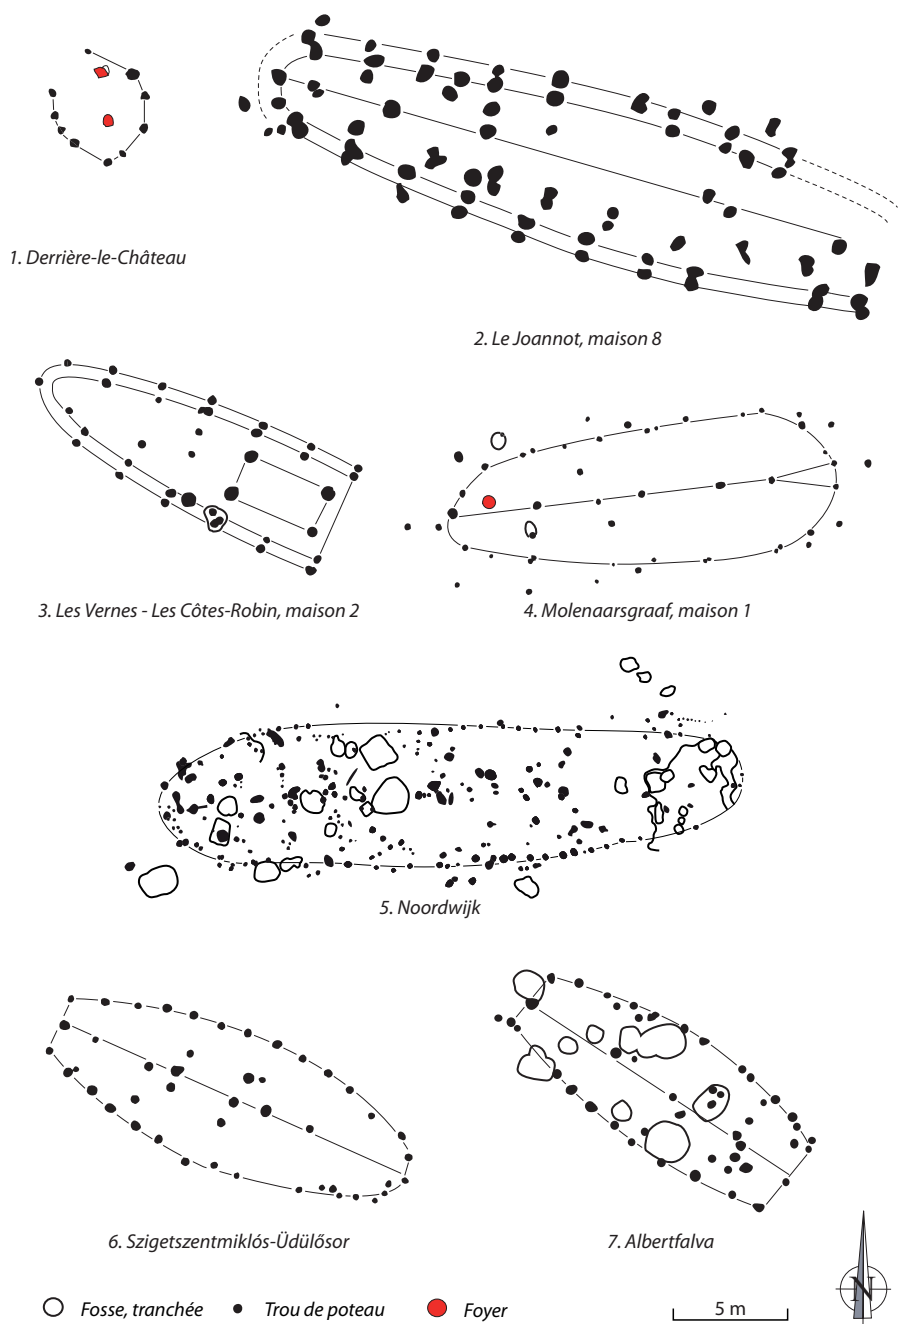 1. Derrière-le-Château
2. Le Joannot, maison 8
3. Les Vernes - Les Côtes-Robin, maison 2
4. Molenaarsgraaf, maison 1
5. Noordwijk
6. Szigetszentmiklós-Üdülősor
7. Albertfalva
Fosse, tranchée
Trou de poteau
Foyer
5 m
N